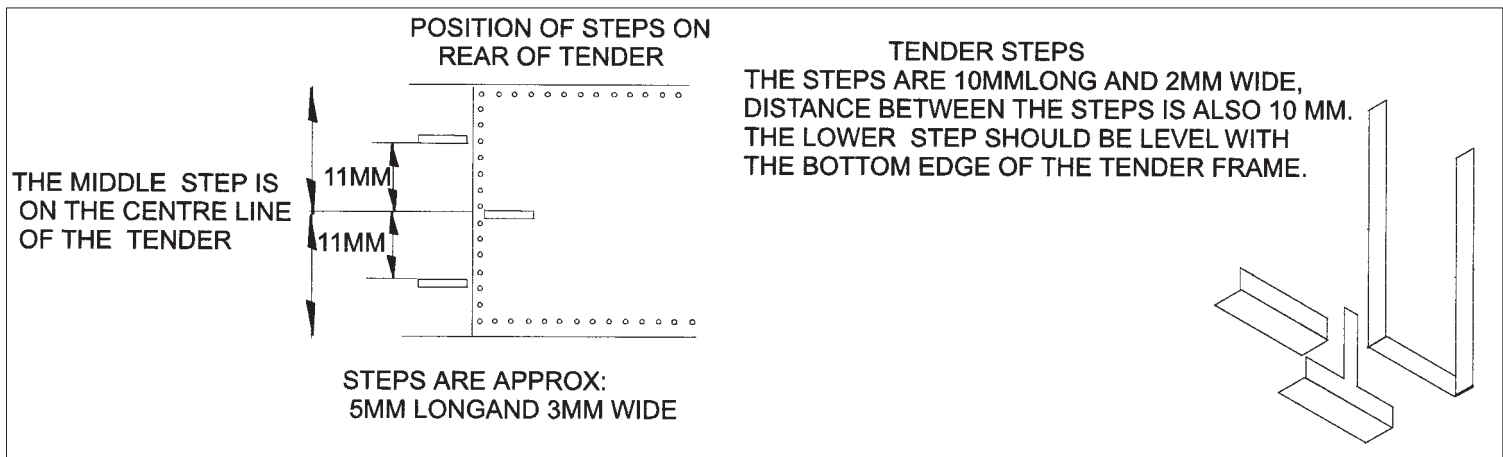 POSITION OF STEPS ON
REAR OF TENDER
THE MIDDLE STEP IS
ON THE CENTRE LINE
OF THE TENDER
11MM
11MM
STEPS ARE APPROX:
5MM LONGAND 3MM WIDE
TENDER STEPS
THE STEPS ARE 10MMLONG AND 2MM WIDE,
DISTANCE BETWEEN THE STEPS IS ALSO 10 MM.
THE LOWER STEP SHOULD BE LEVEL WITH
THE BOTTOM EDGE OF THE TENDER FRAME.